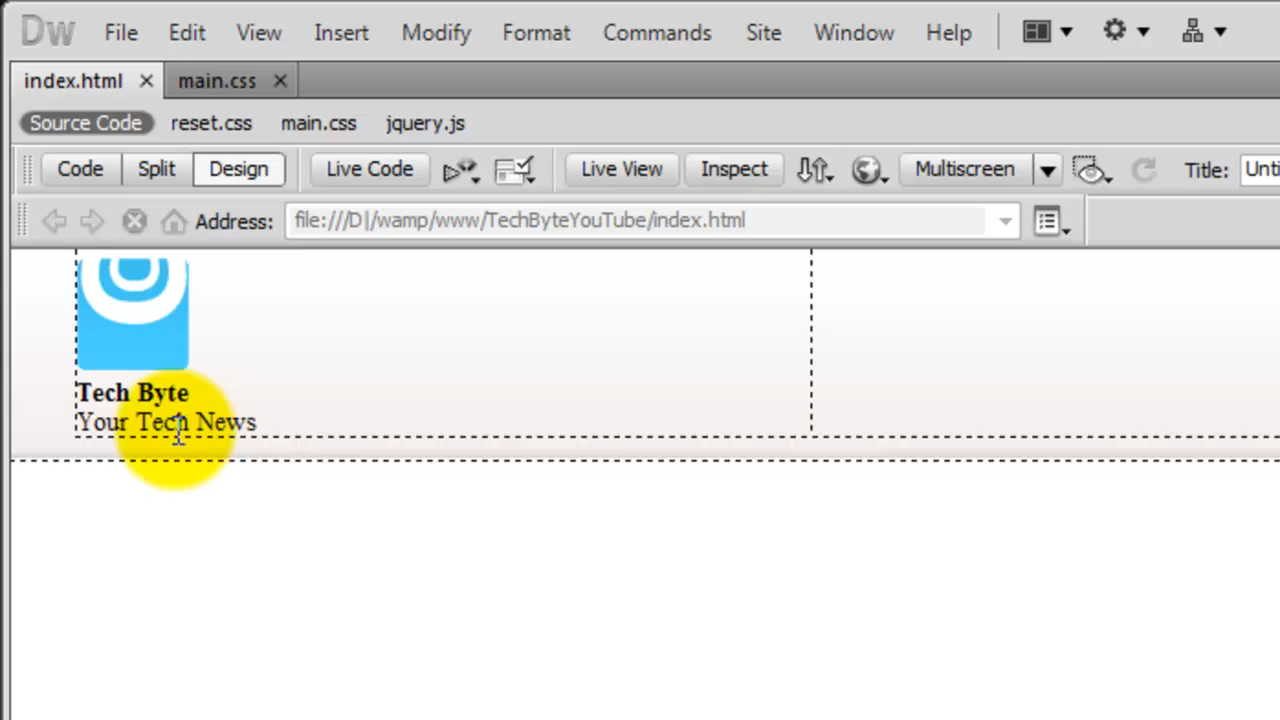 Dw File Edit View Insert Modify Format Commands Site Window Help
index.html main.css
Source Code reset.css main.css jquery.js
Code Split Design Live Code Live View Inspect Multiscreen Title: Unti
Address: file:///D|/wamp/www/TechByteYouTube/index.html
Tech Byte
Your Tech News